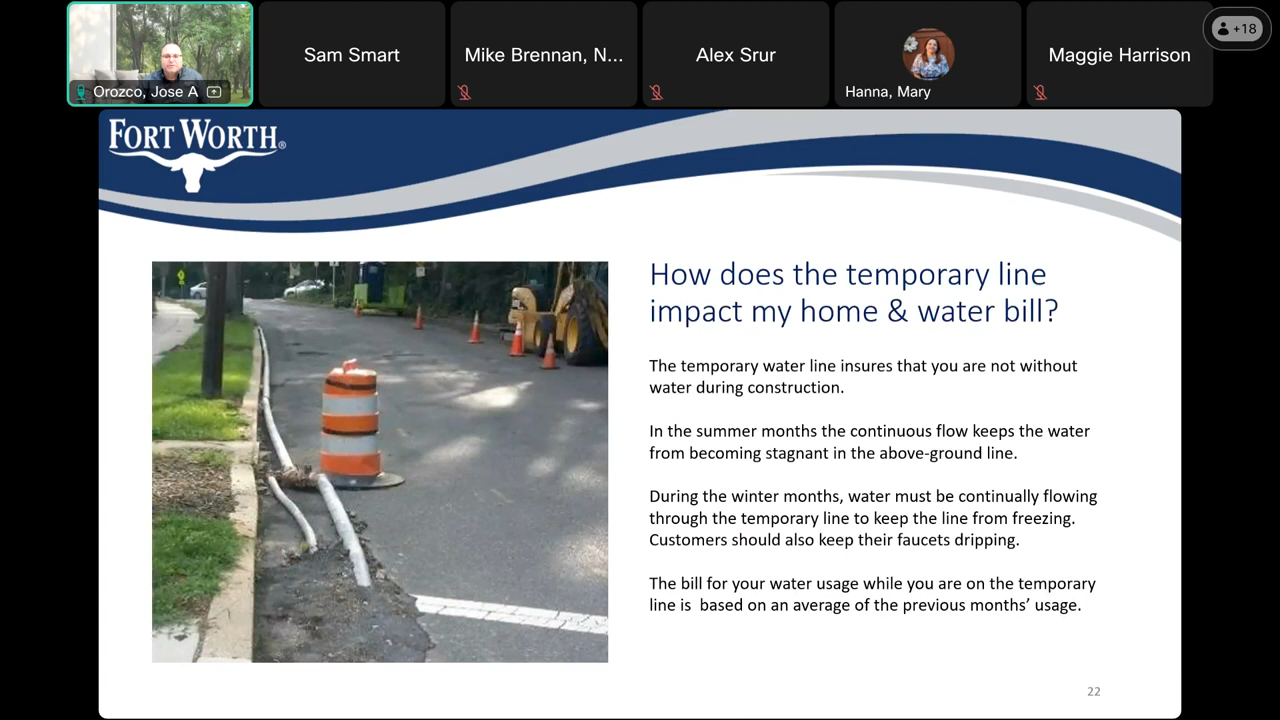 Orozco, Jose A
Sam Smart
Mike Brennan, N...
Alex Srur
Hanna, Mary
Maggie Harrison
+18
FORT WORTH®
How does the temporary line
impact my home & water bill?
The temporary water line insures that you are not without
water during construction.
In the summer months the continuous flow keeps the water
from becoming stagnant in the above-ground line.
During the winter months, water must be continually flowing
through the temporary line to keep the line from freezing.
Customers should also keep their faucets dripping.
The bill for your water usage while you are on the temporary
line is  based on an average of the previous months’ usage.
22